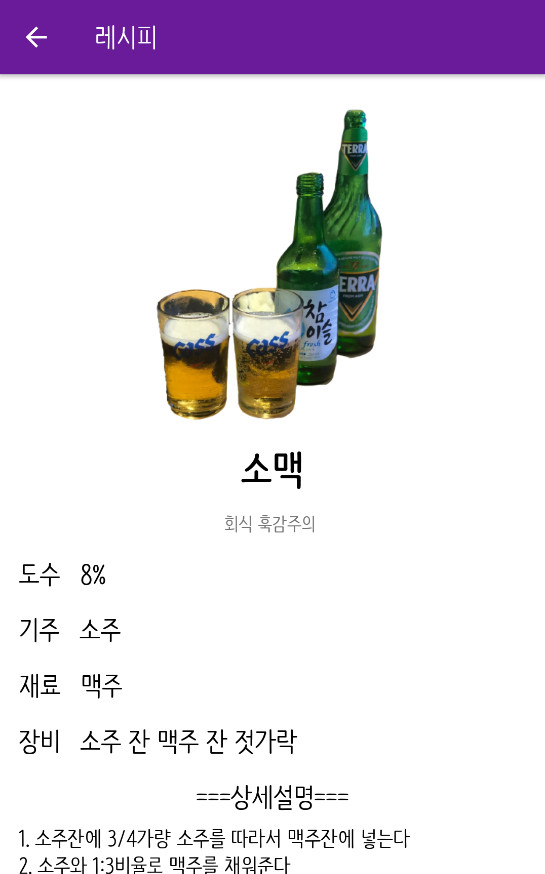 레시피
TERRA
TERRA
참
이슬
fresh
cass
cass
소맥
회식 훅감주의
도수 8%
기주 소주
재료 맥주
장비 소주 잔 맥주 잔 젓가락
===상세설명===
1. 소주잔에 3/4가량 소주를 따라서 맥주잔에 넣는다
2. 소주와 1:3비율로 맥주를 채워준다